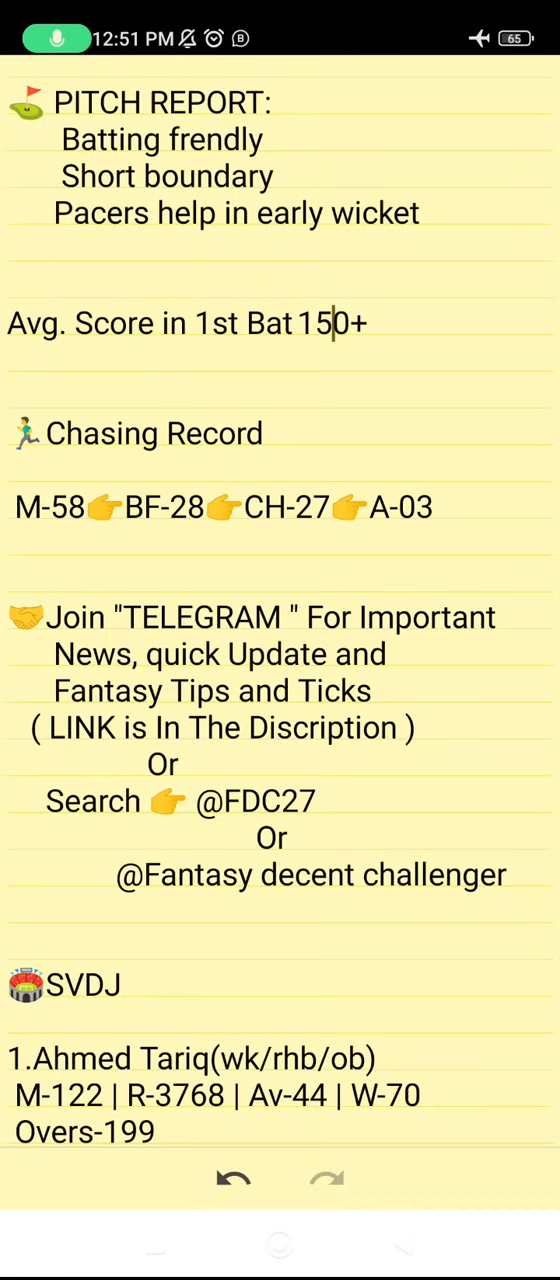 12:51 PM
65
PITCH REPORT:
Batting frendly
Short boundary
Pacers help in early wicket
Avg. Score in 1st Bat 150+
Chasing Record
M-58👉BF-28👉CH-27👉A-03
🤝Join "TELEGRAM " For Important
News, quick Update and
Fantasy Tips and Ticks
( LINK is In The Discription )
Or
Search 👉 @FDC27
Or
@Fantasy decent challenger
🏟SVDJ
1.Ahmed Tariq(wk/rhb/ob)
M-122 | R-3768 | Av-44 | W-70
Overs-199